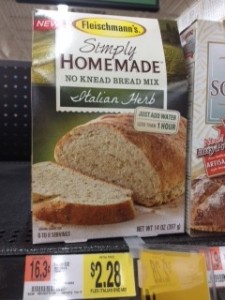 NEW!
Fleischmann's
Simply
HOMEMADE
NO KNEAD BREAD MIX
Italian Herb
JUST ADD WATER
1 HOUR
NET WT 14 OZ (397 g)
16.3¢
$2.28